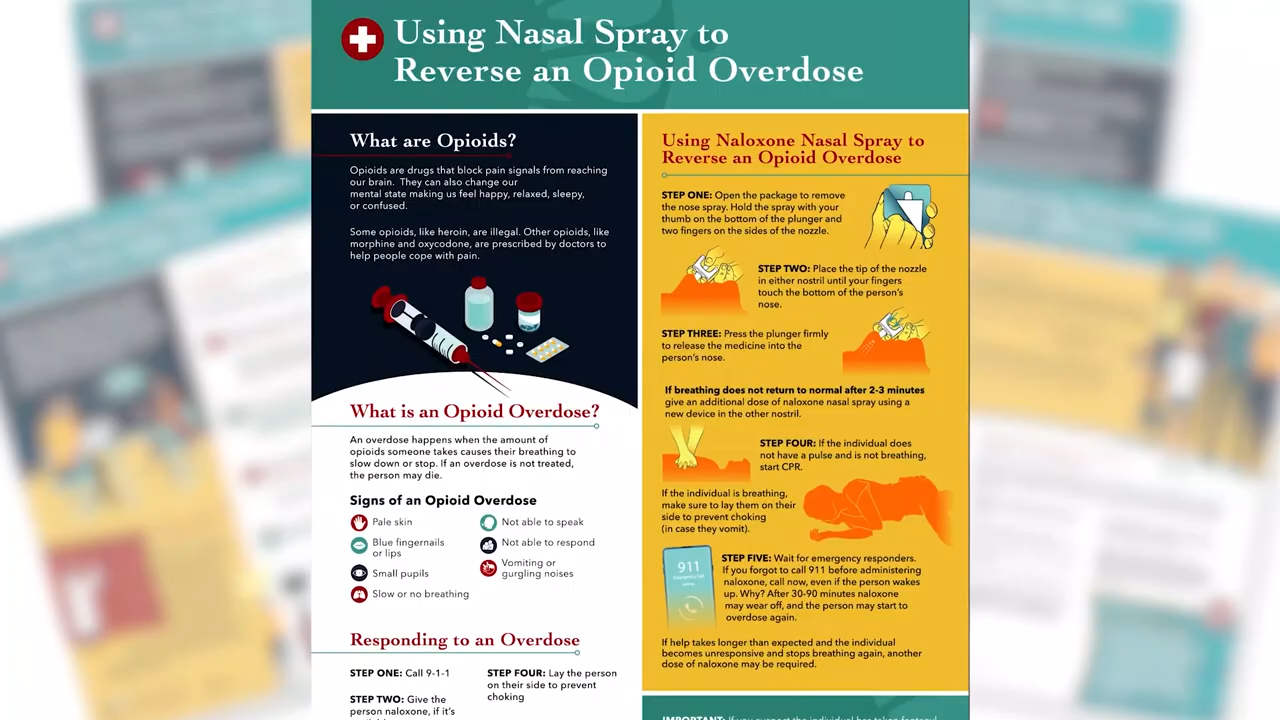 Using Nasal Spray to
Reverse an Opioid Overdose
What are Opioids?
Opioids are drugs that block pain signals from reaching
our brain. They can also change our
mental state making us feel happy, relaxed, sleepy,
or confused.
Some opioids, like heroin, are illegal. Other opioids, like
morphine and oxycodone, are prescribed by doctors to
help people cope with pain.
What is an Opioid Overdose?
An overdose happens when the amount of
opioids someone takes causes their breathing to
slow down or stop. If an overdose is not treated,
the person may die.
Signs of an Opioid Overdose
Pale skin
Blue fingernails
or lips
Small pupils
Slow or no breathing
Not able to speak
Not able to respond
Vomiting or
gurgling noises
Responding to an Overdose
STEP ONE: Call 9-1-1
STEP TWO: Give the
person naloxone, if it's
STEP FOUR: Lay the person
on their side to prevent
choking
Using Naloxone Nasal Spray to
Reverse an Opioid Overdose
STEP ONE: Open the package to remove
the nose spray. Hold the spray with your
thumb on the bottom of the plunger and
two fingers on the sides of the nozzle.
STEP TWO: Place the tip of the nozzle
in either nostril until your fingers
touch the bottom of the person's
nose.
STEP THREE: Press the plunger firmly
to release the medicine into the
person's nose.
If breathing does not return to normal after 2-3 minutes
give an additional dose of naloxone nasal spray using a
new device in the other nostril.
STEP FOUR: If the individual does
not have a pulse and is not breathing,
start CPR.
If the individual is breathing,
make sure to lay them on their
side to prevent choking
(in case they vomit).
911
Emergency Call
STEP FIVE: Wait for emergency responders.
If you forgot to call 911 before administering
naloxone, call now, even if the person wakes
up. Why? After 30-90 minutes naloxone
may wear off, and the person may start to
overdose again.
If help takes longer than expected and the individual
becomes unresponsive and stops breathing again, another
dose of naloxone may be required.
IMPORTANT: If you suspect the individual has taken fentanyl